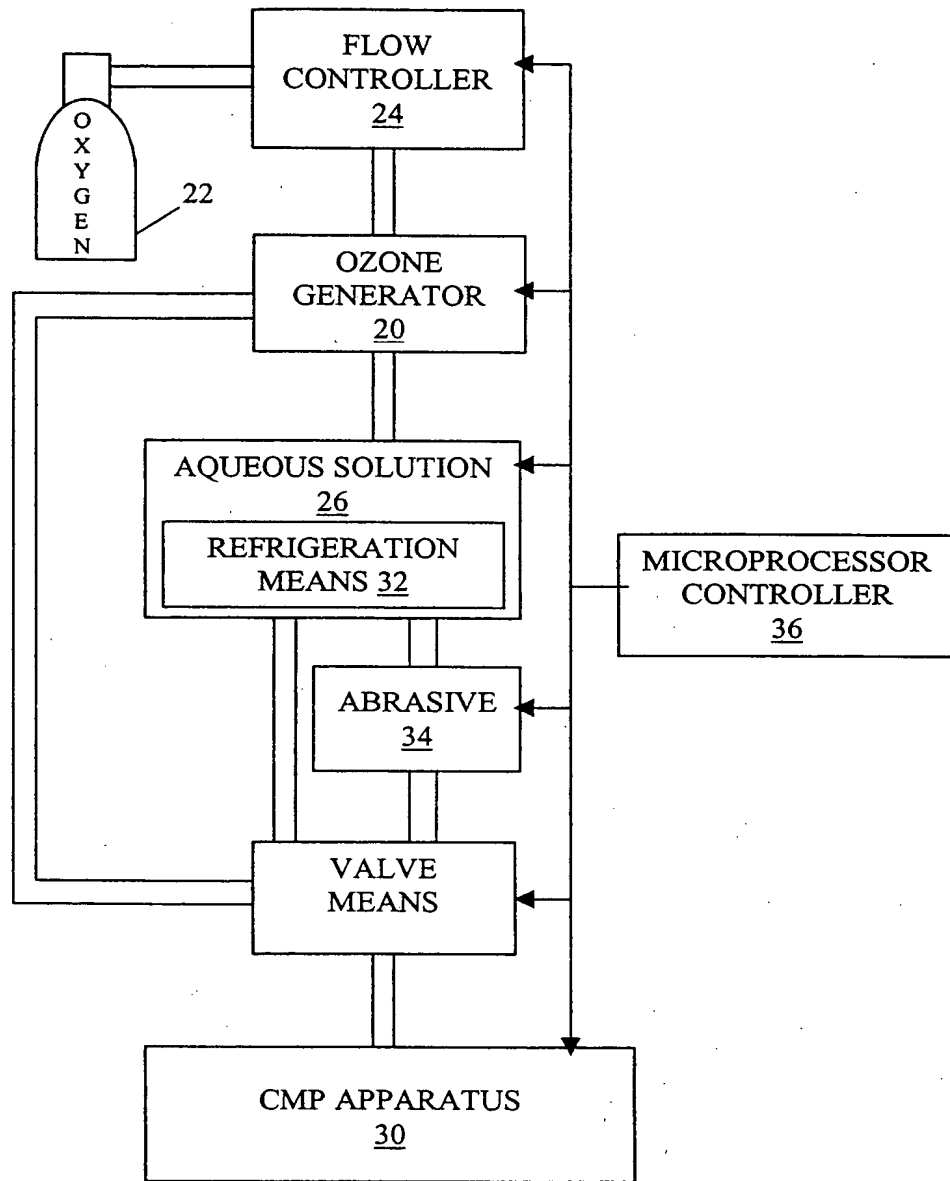 FLOW
CONTROLLER
24
OXYGEN
22
OZONE
GENERATOR
20
AQUEOUS SOLUTION
26
REFRIGERATION
MEANS 32
MICROPROCESSOR
CONTROLLER
36
ABRASIVE
34
VALVE
MEANS
CMP APPARATUS
30